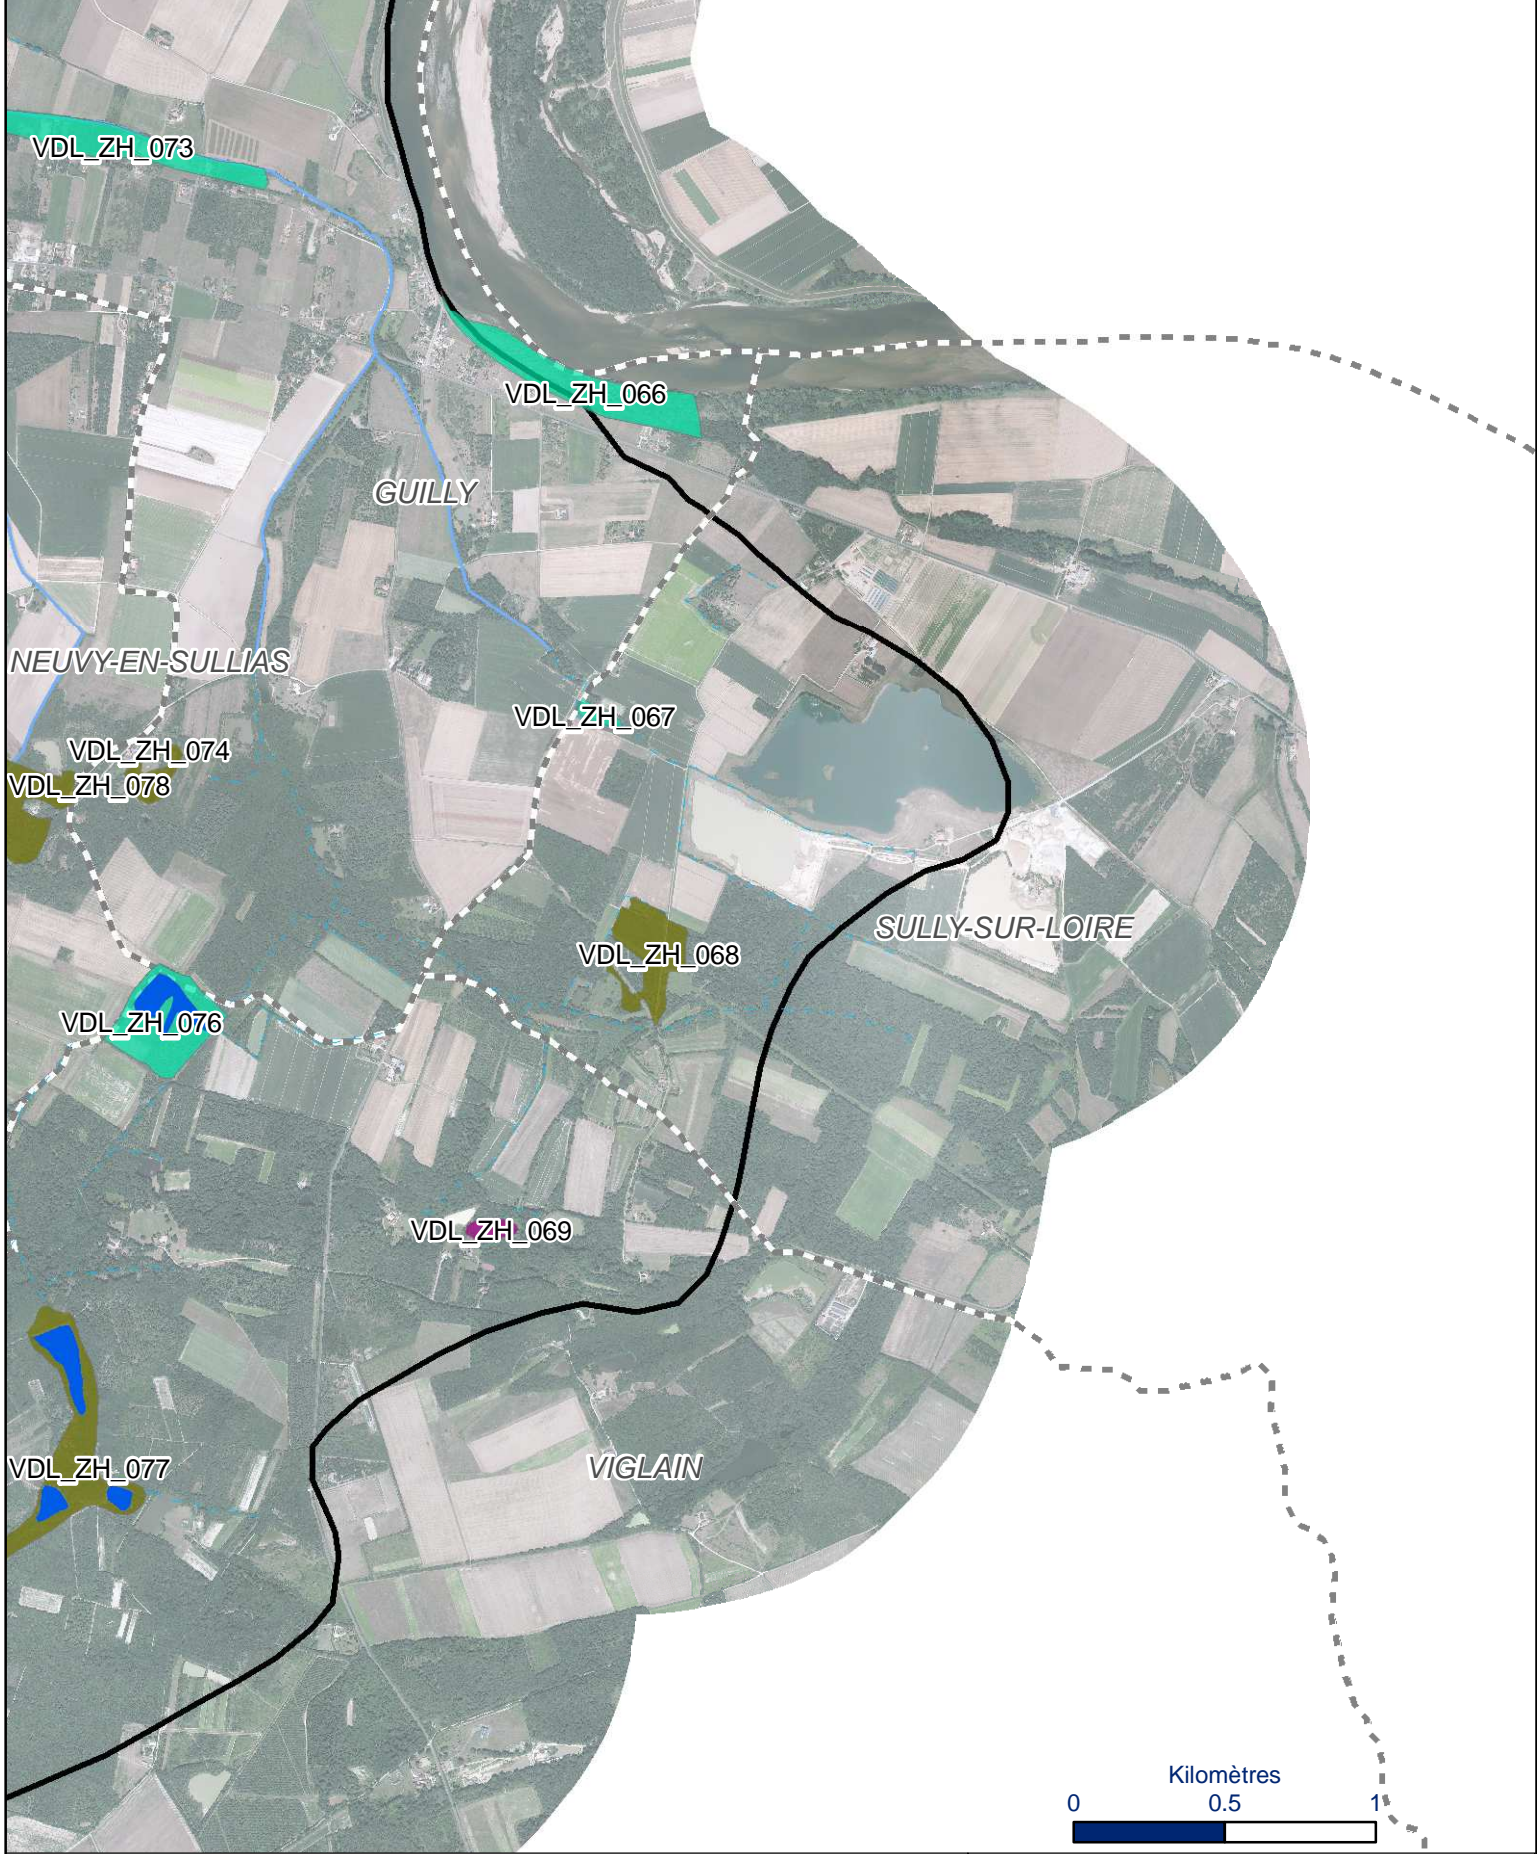 VDL_ZH_073
VDL_ZH_066
GUILLY
NEUVY-EN-SULLIAS
VDL_ZH_067
VDL_ZH_074
VDL_ZH_078
SULLY-SUR-LOIRE
VDL_ZH_068
VDL_ZH_076
VDL_ZH_069
VDL_ZH_077
VIGLAIN
Kilomètres
0 0.5 1